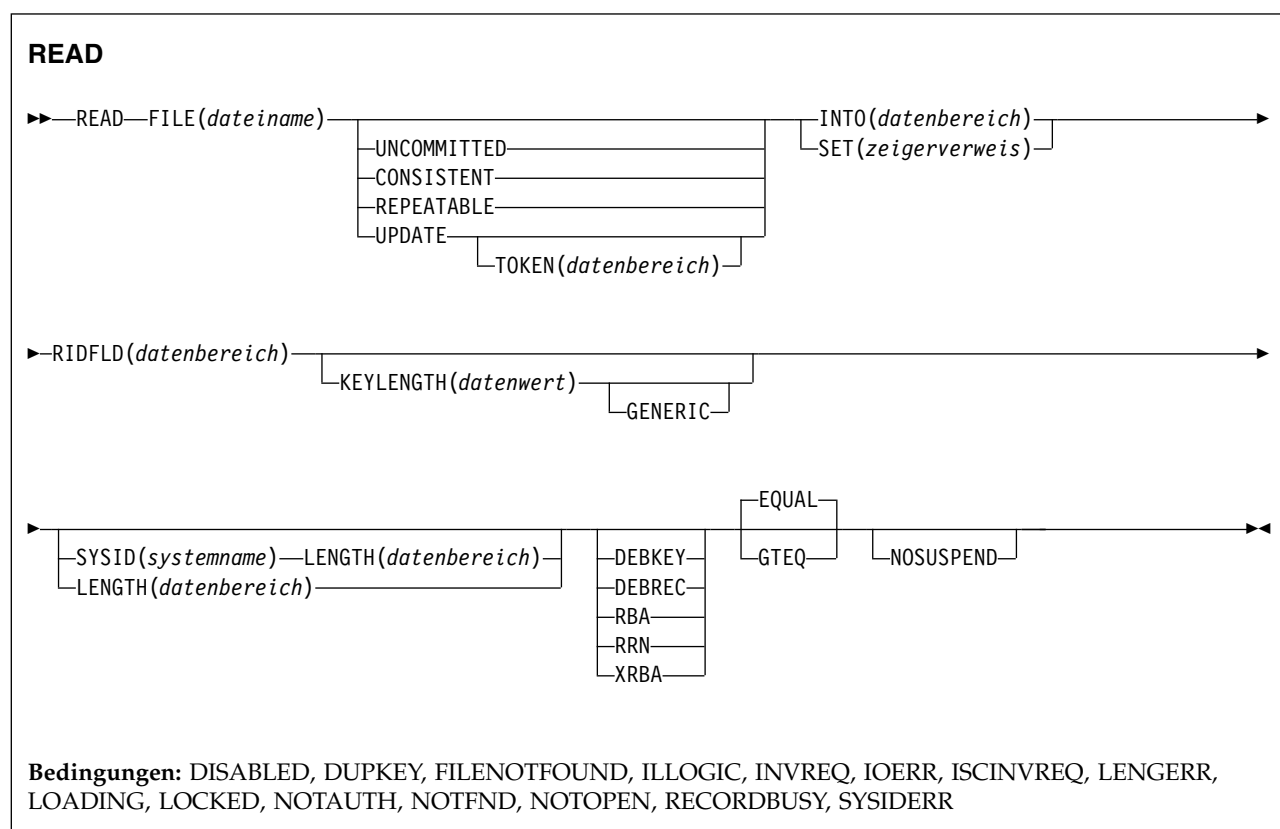 READ
READ FILE(dateiname) INTO(datenbereich)
UNCOMMITTED SET(zeigerverweis)
CONSISTENT
REPEATABLE
UPDATE
TOKEN(datenbereich)
RIDFLD(datenbereich)
KEYLENGTH(datenwert)
GENERIC
EQUAL
SYSID(systemname) LENGTH(datenbereich) DEBKEY GTEQ NOSUSPEND
LENGTH(datenbereich) DEBREC
RBA
RRN
XRBA
Bedingungen: DISABLED, DUPKEY, FILENOTFOUND, ILLOGIC, INVREQ, IOERR, ISCINVREQ, LENGERR,
LOADING, LOCKED, NOTAUTH, NOTFND, NOTOPEN, RECORDBUSY, SYSIDERR